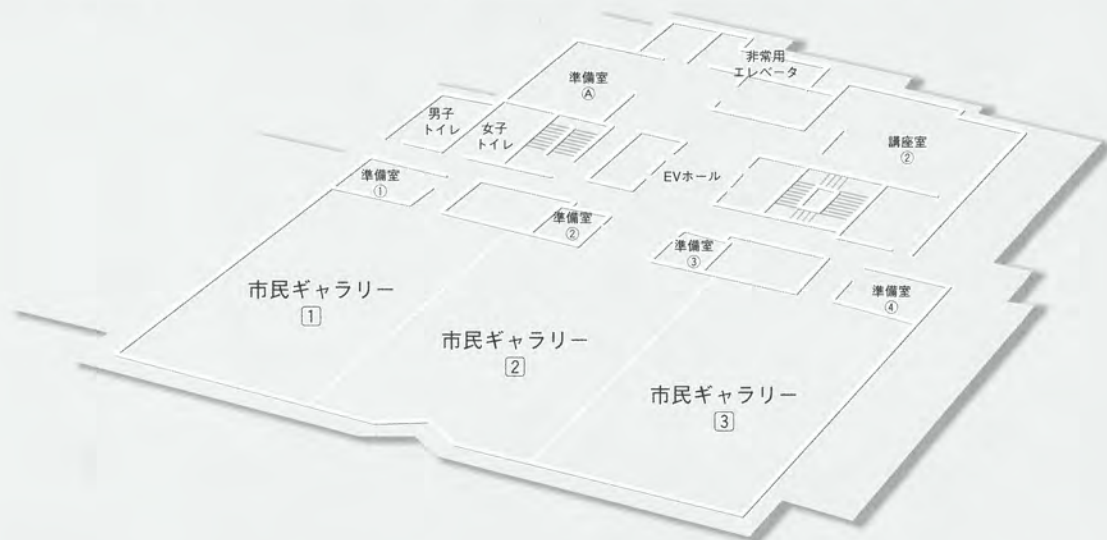 非常用
エレベータ
準備室
Ⓐ
男子
トイレ
女子
トイレ
講座室
②
EVホール
準備室
①
準備室
②
準備室
③
準備室
④
市民ギャラリー
1
市民ギャラリー
2
市民ギャラリー
3